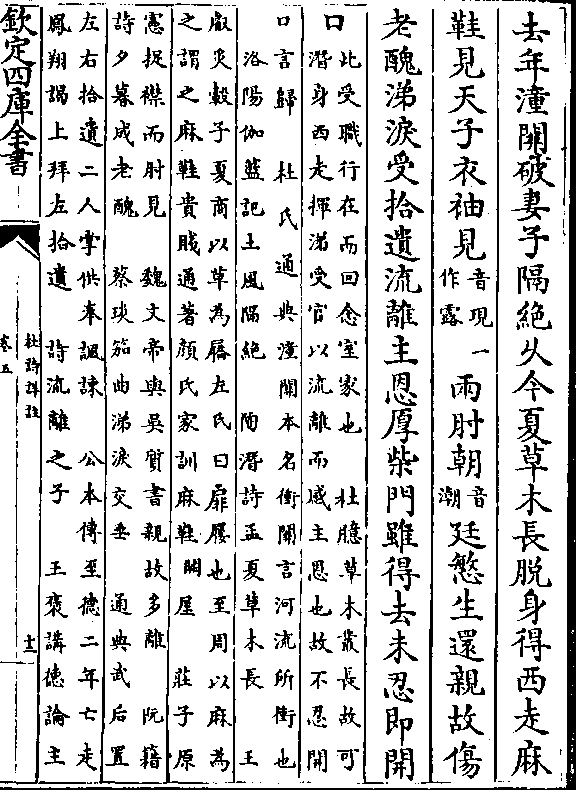 去年潼關破妻子隔絶乆今夏草木長脱身得西走麻
鞋見天子衣袖見音現一作露兩肘朝音潮廷慜生還親故傷
老醜涕淚受拾遺流離主恩厚柴門雖得去未忍即開
口此受職行在而回念室家也 杜臆草木叢長故可
潛身西走揮涕受官以流離而感主恩也故不忍開
口言歸 杜氏通典潼關本名衝關言河流所衝也
洛陽伽藍記土風隔絶 陶潛詩孟夏草木長 王
叡炙轂子夏商以草為屩左氏曰扉屨也至周以麻為
之謂之麻鞋貴賤通著顔氏家訓麻鞋一屋 莊子原
憲捉襟而肘見 魏文帝與吳質書親故多離 阮籍
詩夕暮成老醜 蔡琰笳曲涕淚交垂 通典武后置
左右拾遺二人掌供奉諷諫 公本傳至德二年亡走
鳳翔謁上拜左拾遺 詩流離之子 王褒講德論主
欽定四庫全書
杜詩詳註
卷五
十三